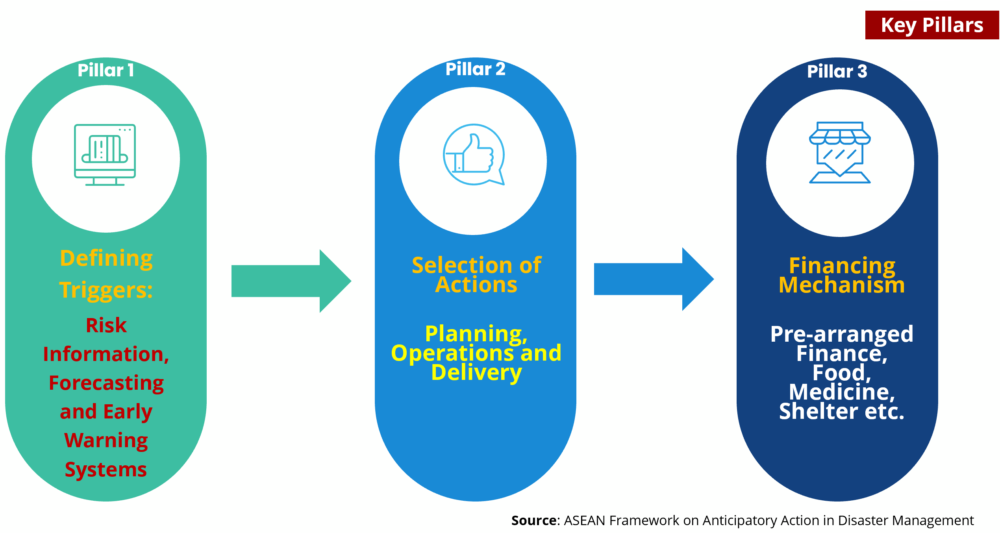 Key Pillars
Pillar 1
Defining
Triggers:
Risk
Information,
Forecasting
and Early
Warning
Systems
Pillar 2
Selection of
Actions
Planning,
Operations and
Delivery
Pillar 3
Financing
Mechanism
Pre-arranged
Finance,
Food,
Medicine,
Shelter etc.
Source: ASEAN Framework on Anticipatory Action in Disaster Management